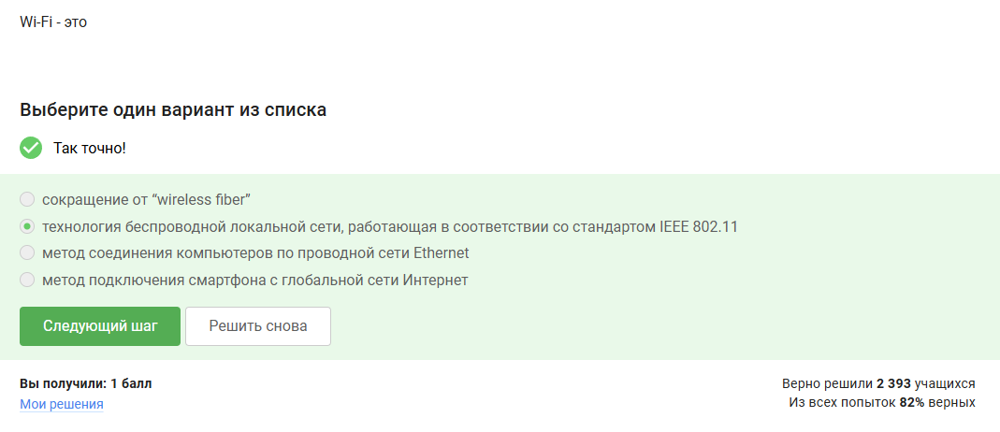 Wi-Fi - это
Выберите один вариант из списка
Так точно!
сокращение от “wireless fiber”
технология беспроводной локальной сети, работающая в соответствии со стандартом IEEE 802.11
метод соединения компьютеров по проводной сети Ethernet
метод подключения смартфона с глобальной сети Интернет
Следующий шаг
Решить снова
Вы получили: 1 балл
Мои решения
Верно решили 2 393 учащихся
Из всех попыток 82% верных